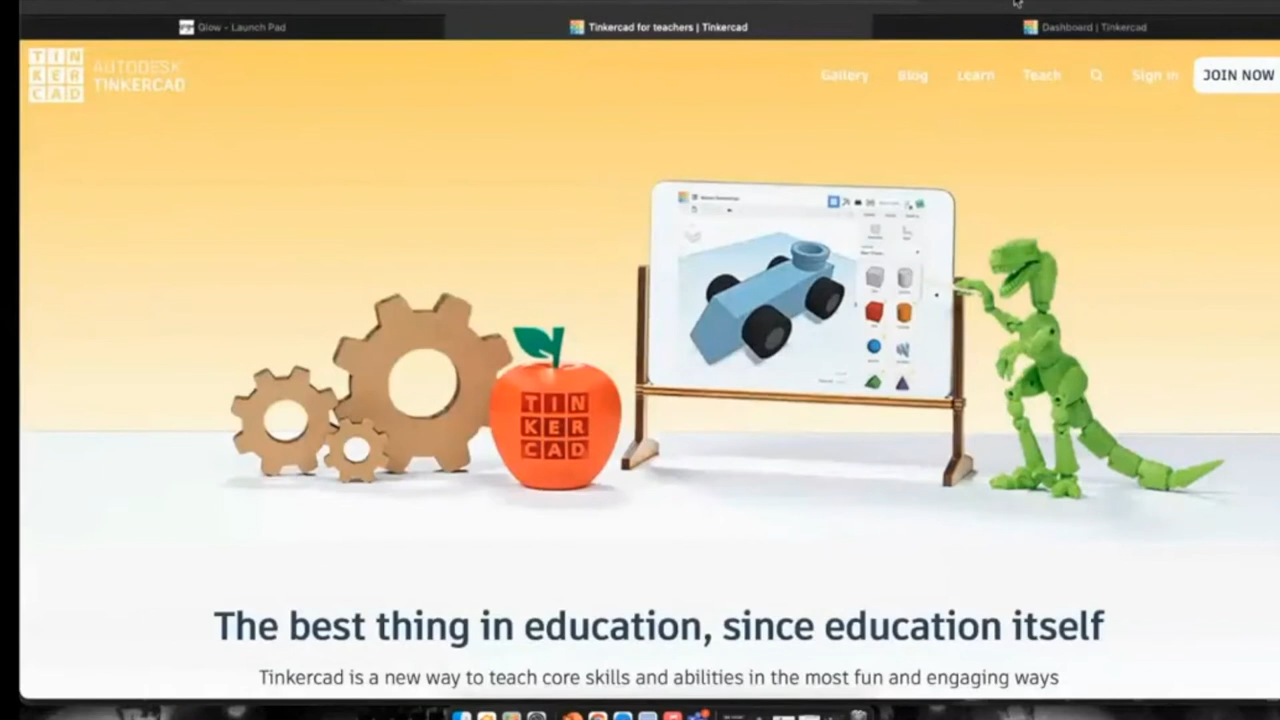 Glow - Launch Pad
Tinkercad for teachers | Tinkercad
Dashboard | Tinkercad
TIN
KER
CAD
AUTODESK
TINKERCAD
Gallery
Blog
Learn
Teach
Sign in
JOIN NOW
TIN
KER
CAD
The best thing in education, since education itself
Tinkercad is a new way to teach core skills and abilities in the most fun and engaging ways